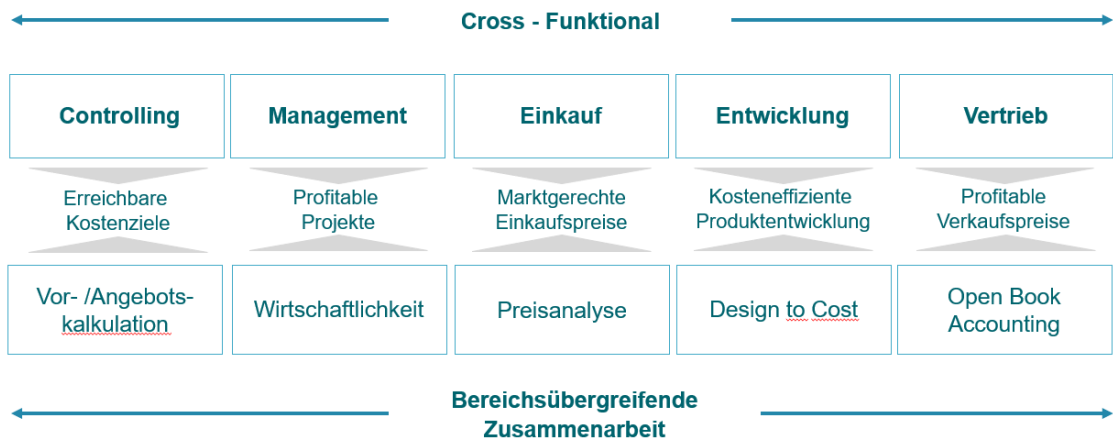 Cross - Funktional
Controlling
Management
Einkauf
Entwicklung
Vertrieb
Erreichbare
Kostenziele
Profitable
Projekte
Marktgerechte
Einkaufspreise
Kosteneffiziente
Produktentwicklung
Profitable
Verkaufspreise
Vor- /Angebots-
kalkulation
Wirtschaftlichkeit
Preisanalyse
Design to Cost
Open Book
Accounting
Bereichsübergreifende
Zusammenarbeit